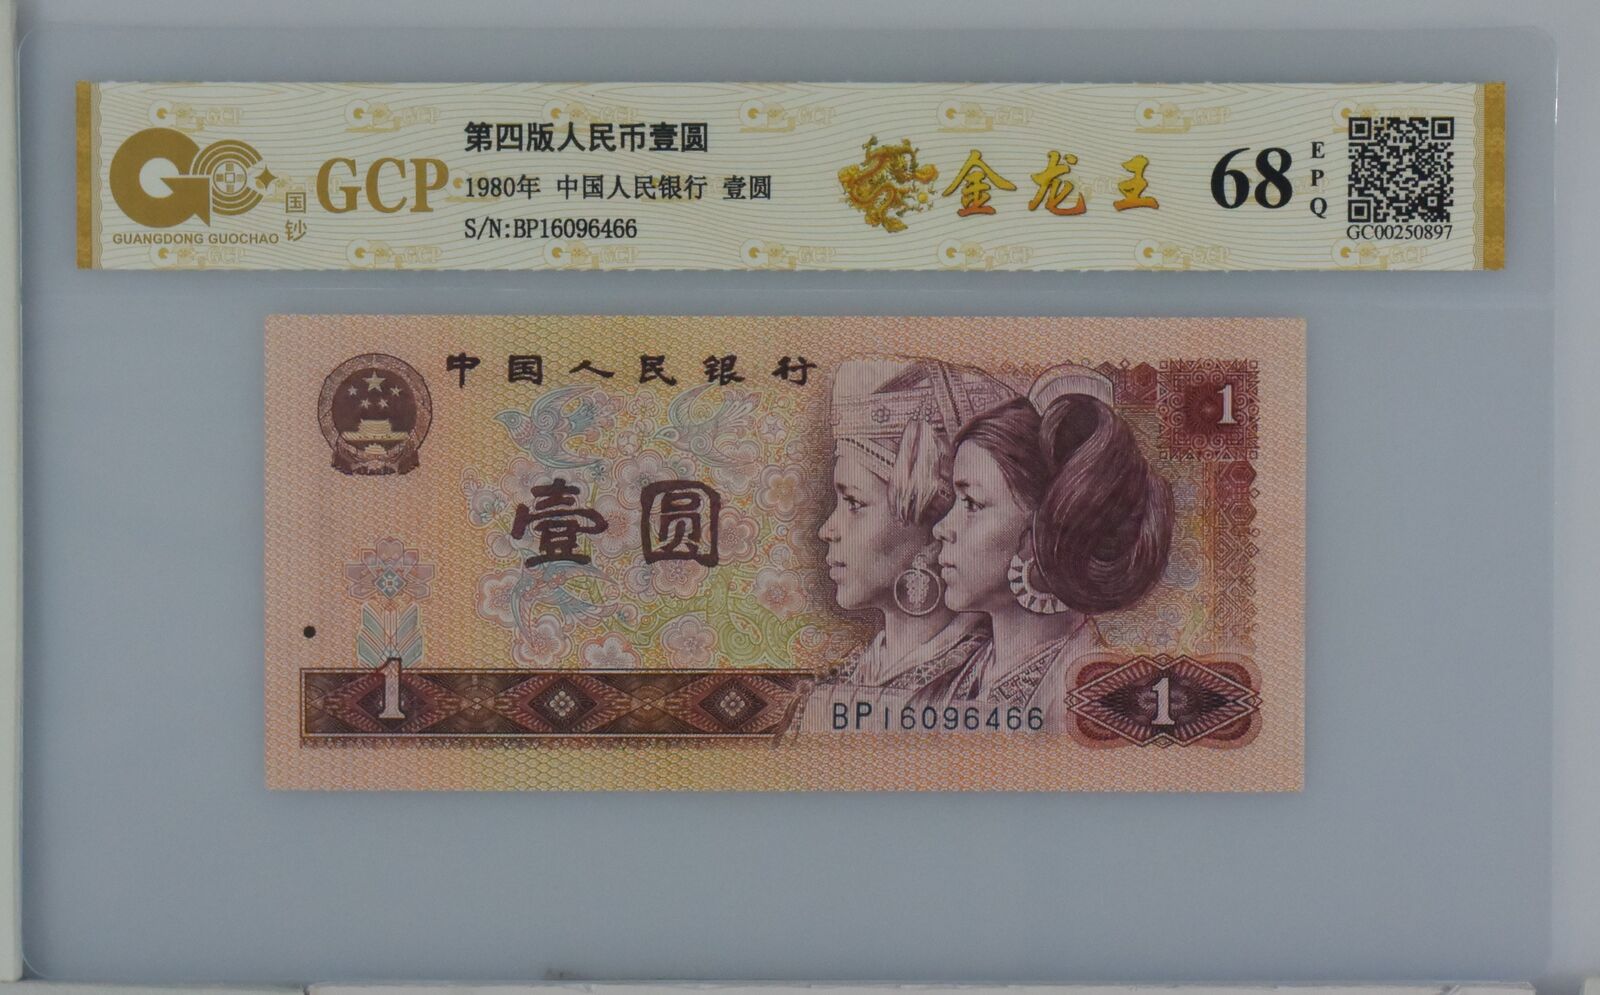 GUANGDONG GUOCHAO
国钞
GCP
第四版人民币壹圆
1980年 中国人民银行 壹圆
S/N:BP16096466
金龙王
68
EPQ
GC00250897
中国人民银行
1
壹圆
1
BP16096466
1